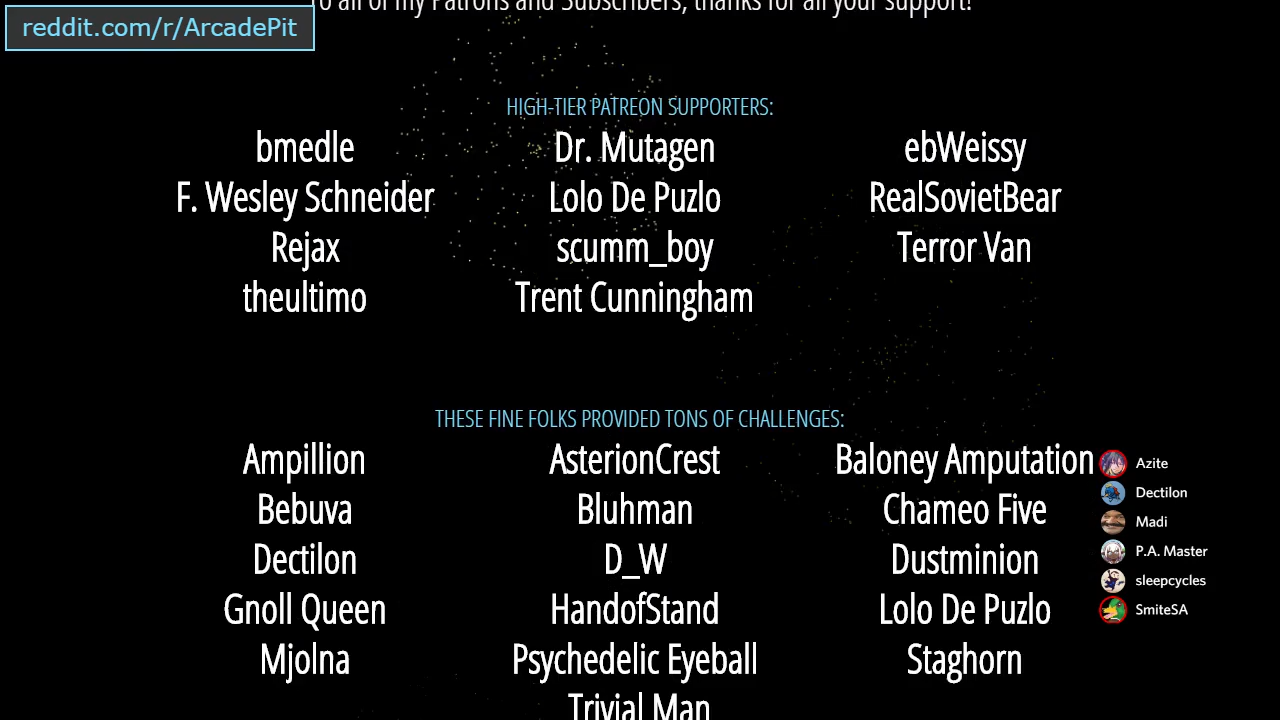 To all of my Patrons and Subscribers, thanks for all your support!
reddit.com/r/ArcadePit
HIGH-TIER PATREON SUPPORTERS:
bmedle Dr. Mutagen ebWeissy
F. Wesley Schneider Lolo De Puzlo RealSovietBear
Rejax scumm_boy Terror Van
theultimo Trent Cunningham
THESE FINE FOLKS PROVIDED TONS OF CHALLENGES:
Ampillion AsterionCrest Baloney Amputation
Azite
Bebuva Bluhman Chameo Five
Dectilon
Madi
Dectilon D_W Dustminion
P.A. Master
sleepcycles
Gnoll Queen HandofStand Lolo De Puzlo
SmiteSA
Mjolna Psychedelic Eyeball Staghorn
Trivial Man